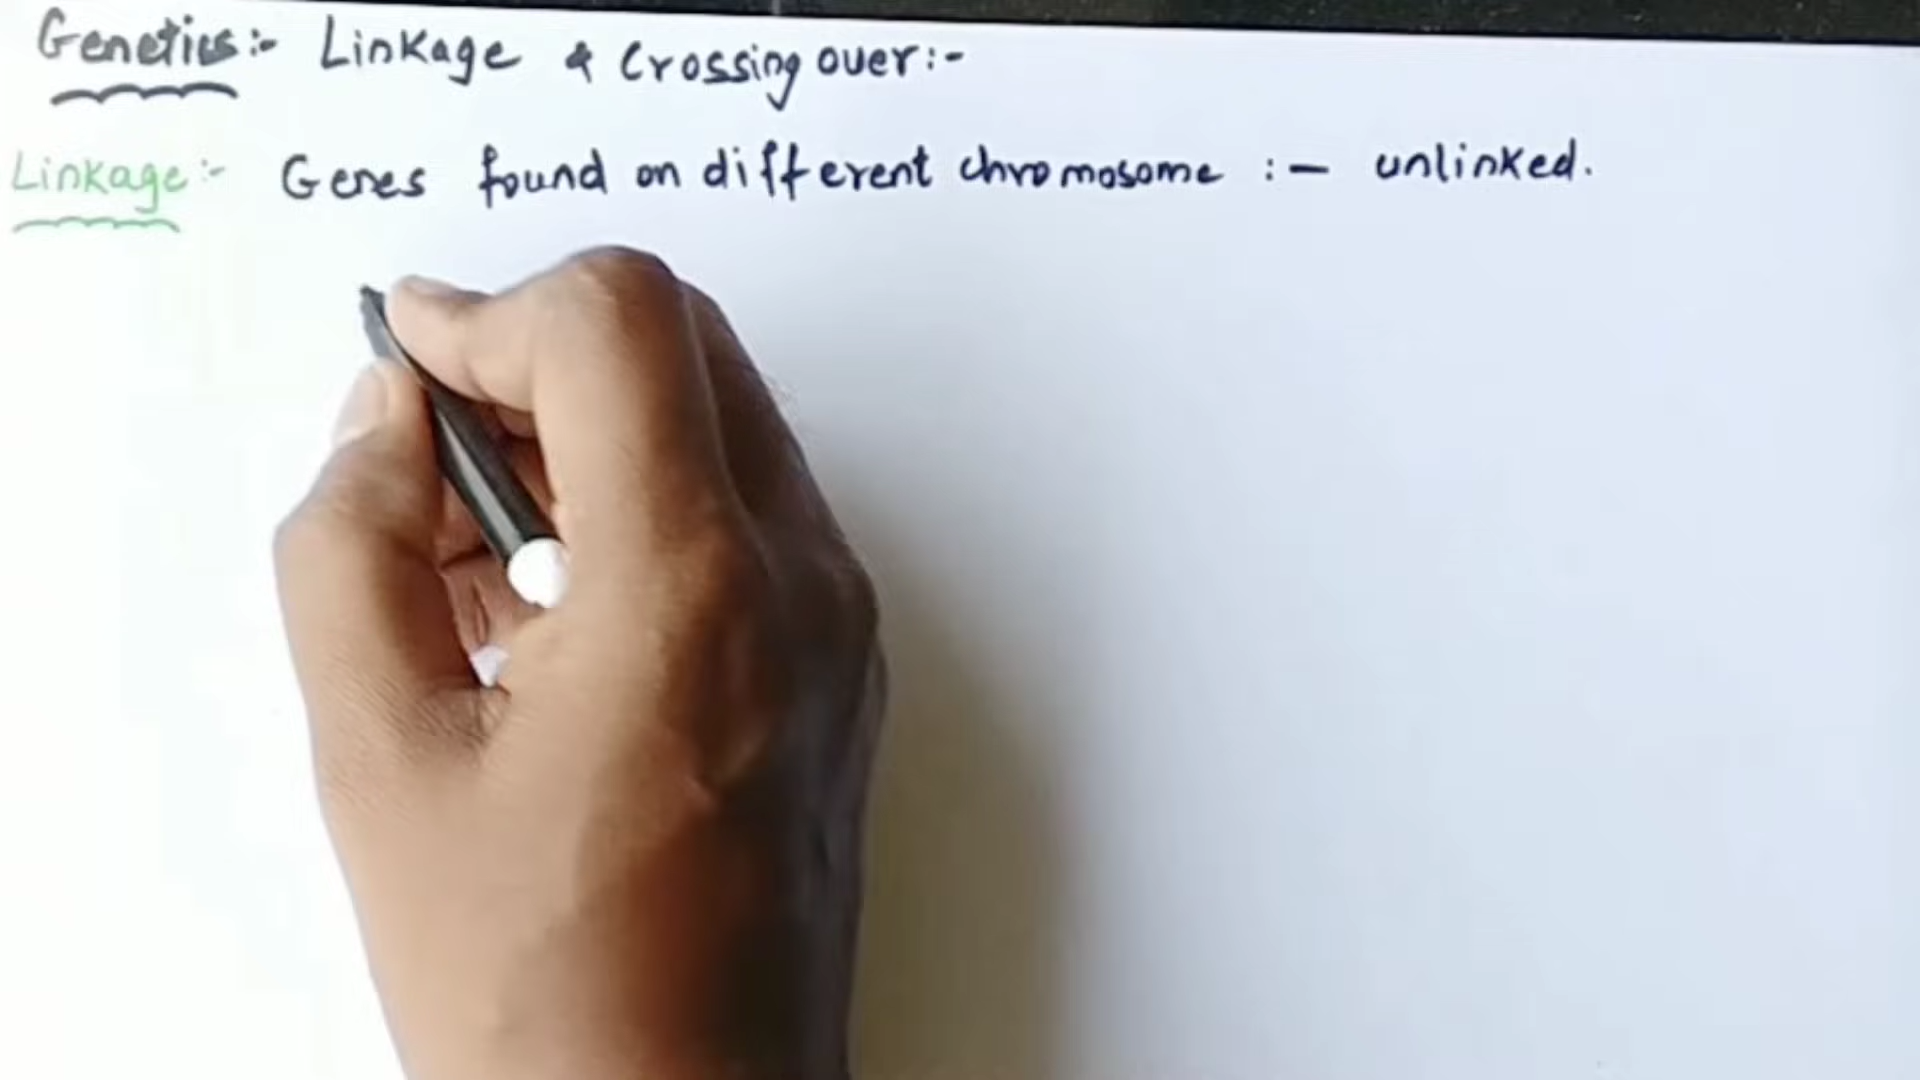 Genetics:- Linkage & Crossing over:-
Linkage:- Genes found on different chromosome :- unlinked.